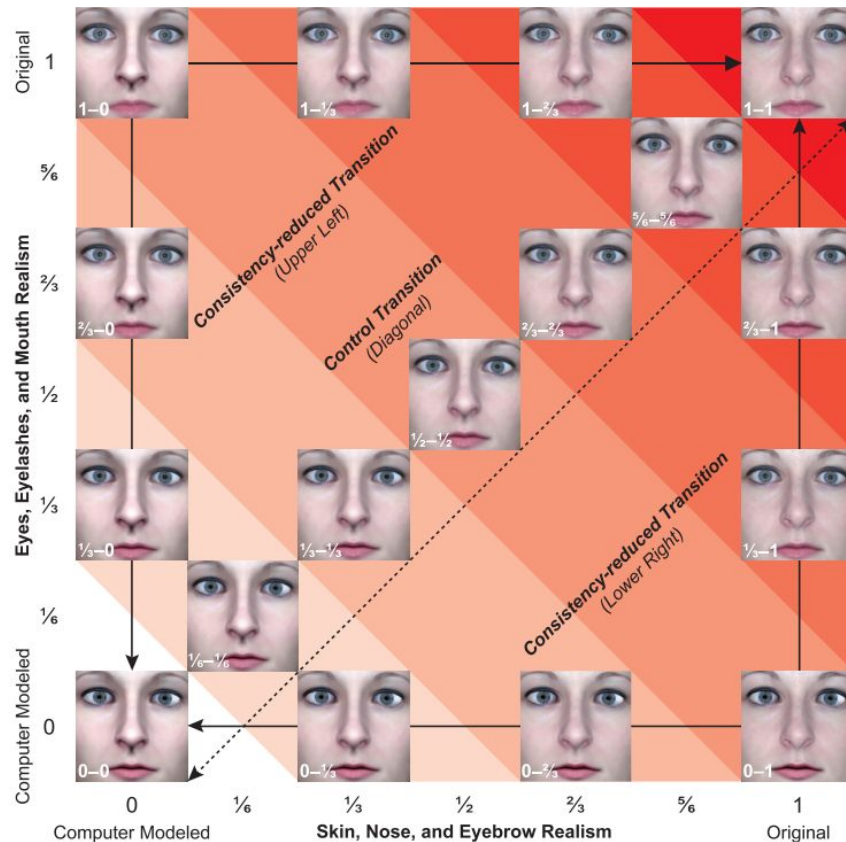 Original
1
1–0
1–⅓
1–⅔
1–1
⅚
⅚–⅚
Consistency-reduced Transition
(Upper Left)
Control Transition
(Diagonal)
Eyes, Eyelashes, and Mouth Realism
⅔
⅔–0
⅔–⅔
⅔–1
½
½–½
⅓
⅓–0
⅓–⅓
⅓–1
Consistency-reduced Transition
(Lower Right)
⅙
⅙–⅙
Computer Modeled
0
0–0
0–⅓
0–⅔
0–1
0
⅙
⅓
½
⅔
⅚
1
Computer Modeled
Skin, Nose, and Eyebrow Realism
Original